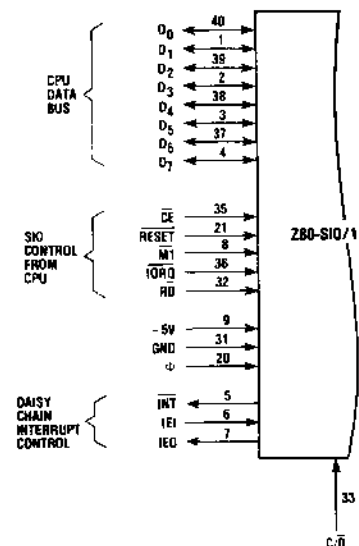 CPU DATA BUS
D0 40
D1 1
D2 39
D3 2
D4 38
D5 3
D6 37
D7 4
SIO CONTROL FROM CPU
CE 35
RESET 21
M1 8
IORQ 36
RD 32
Z80-SIO/1
-5V 9
GND 31
Φ 20
DAISY CHAIN INTERRUPT CONTROL
INT 5
IEI 6
IEO 7
33
C/D